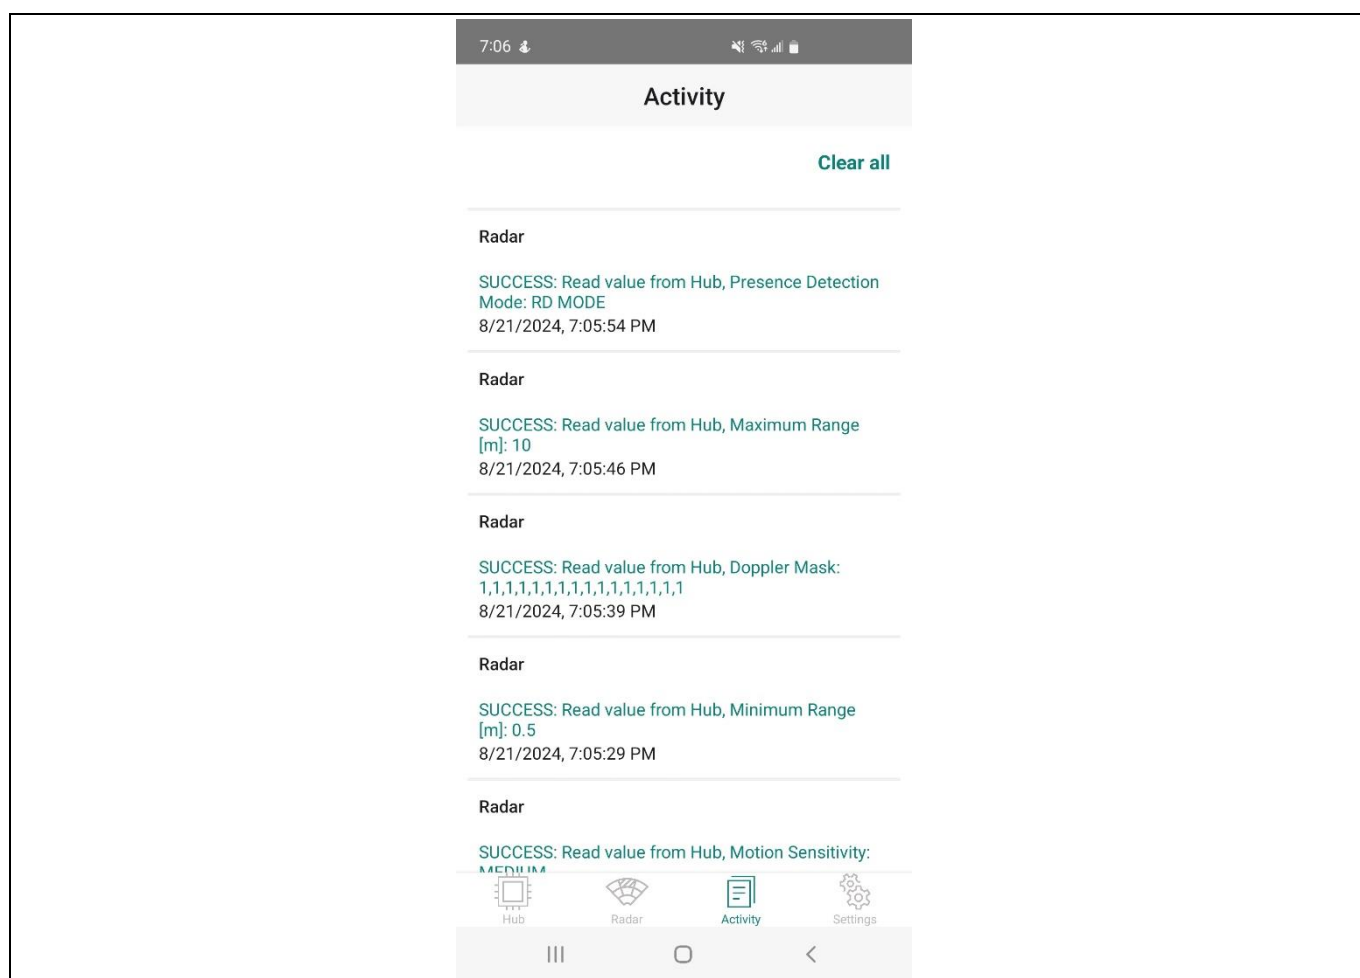 7:06
Activity
Clear all
Radar
SUCCESS: Read value from Hub, Presence Detection
Mode: RD MODE
8/21/2024, 7:05:54 PM
Radar
SUCCESS: Read value from Hub, Maximum Range
[m]: 10
8/21/2024, 7:05:46 PM
Radar
SUCCESS: Read value from Hub, Doppler Mask:
1,1,1,1,1,1,1,1,1,1,1,1,1,1,1,1
8/21/2024, 7:05:39 PM
Radar
SUCCESS: Read value from Hub, Minimum Range
[m]: 0.5
8/21/2024, 7:05:29 PM
Radar
SUCCESS: Read value from Hub, Motion Sensitivity:
MEDIUM
Hub
Radar
Activity
Settings